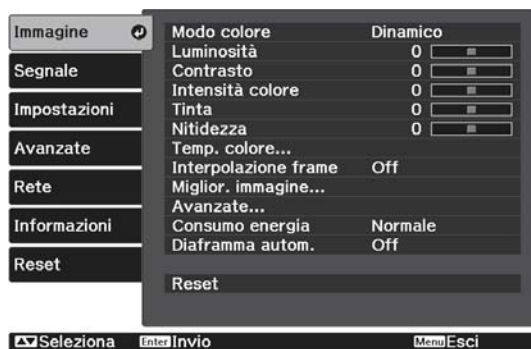 Immagine
Segnale
Impostazioni
Avanzate
Rete
Informazioni
Reset
Modo colore Dinamico
Luminosità 0
Contrasto 0
Intensità colore 0
Tinta 0
Nitidezza 0
Temp. colore...
Interpolazione frame Off
Miglior. immagine...
Avanzate...
Consumo energia Normale
Diaframma autom. Off
Reset
Seleziona Enter Invio Menu Esci